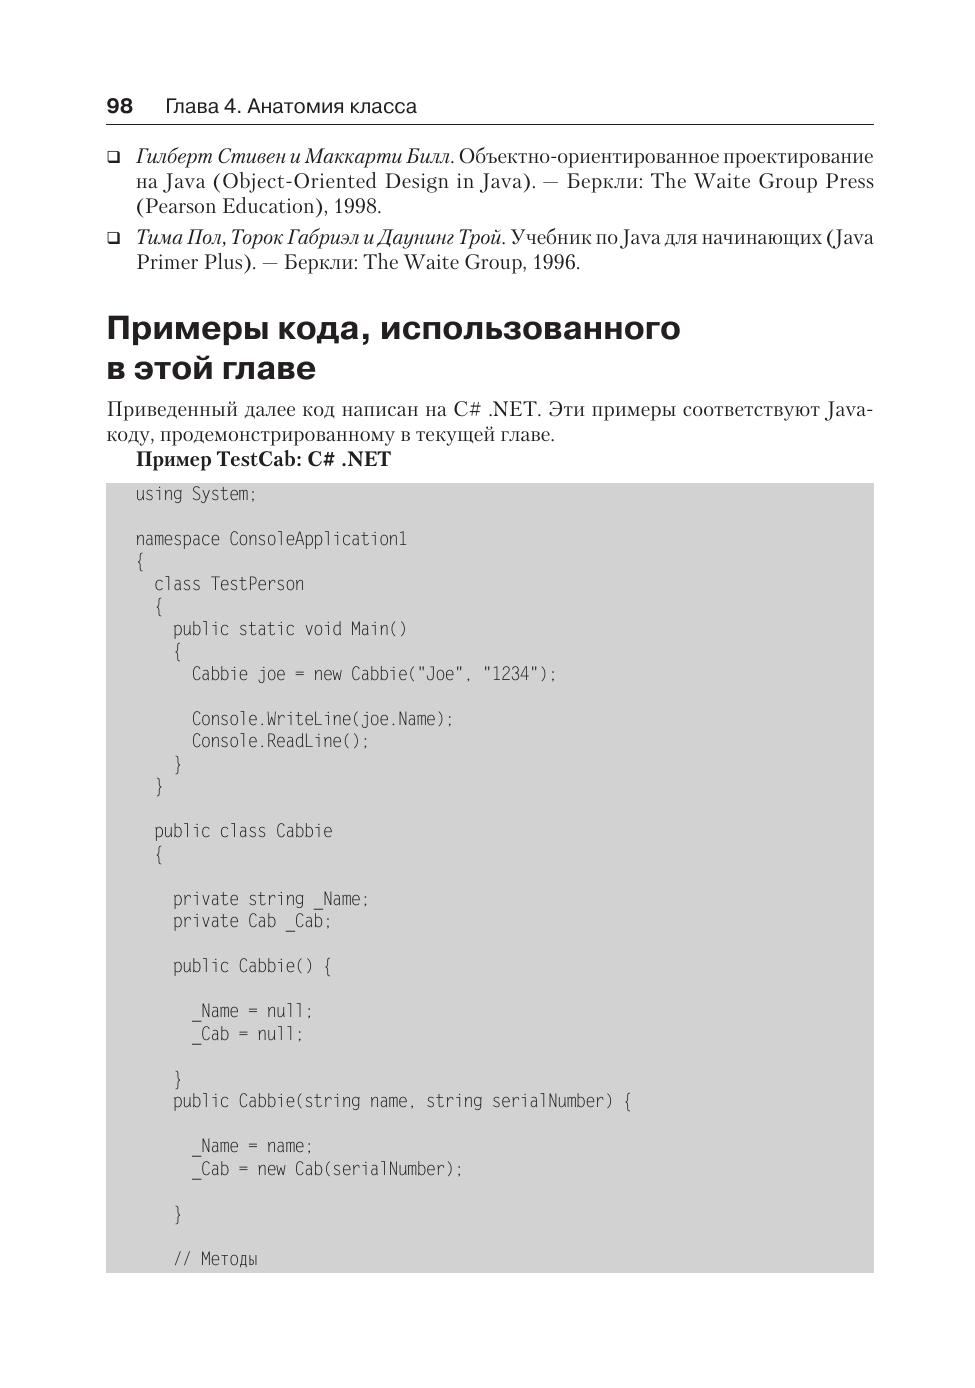 98 Глава 4. Анатомия класса
❑ Гилберт Стивен и Маккарти Билл. Объектно-ориентированное проектирование
на Java (Object-Oriented Design in Java). — Беркли: The Waite Group Press
(Pearson Education), 1998.
❑ Тима Пол, Торок Габриэл и Даунинг Трой. Учебник по Java для начинающих (Java
Primer Plus). — Беркли: The Waite Group, 1996.
Примеры кода, использованного
в этой главе
Приведенный далее код написан на C# .NET. Эти примеры соответствуют Java-
коду, продемонстрированному в текущей главе.
Пример TestCab: C# .NET
using System;
namespace ConsoleApplication1
{
class TestPerson
{
public static void Main()
{
Cabbie joe = new Cabbie("Joe", "1234");
Console.WriteLine(joe.Name);
Console.ReadLine();
}
}
public class Cabbie
{
private string _Name;
private Cab _Cab;
public Cabbie() {
_Name = null;
_Cab = null;
}
public Cabbie(string name, string serialNumber) {
_Name = name;
_Cab = new Cab(serialNumber);
}
// Методы